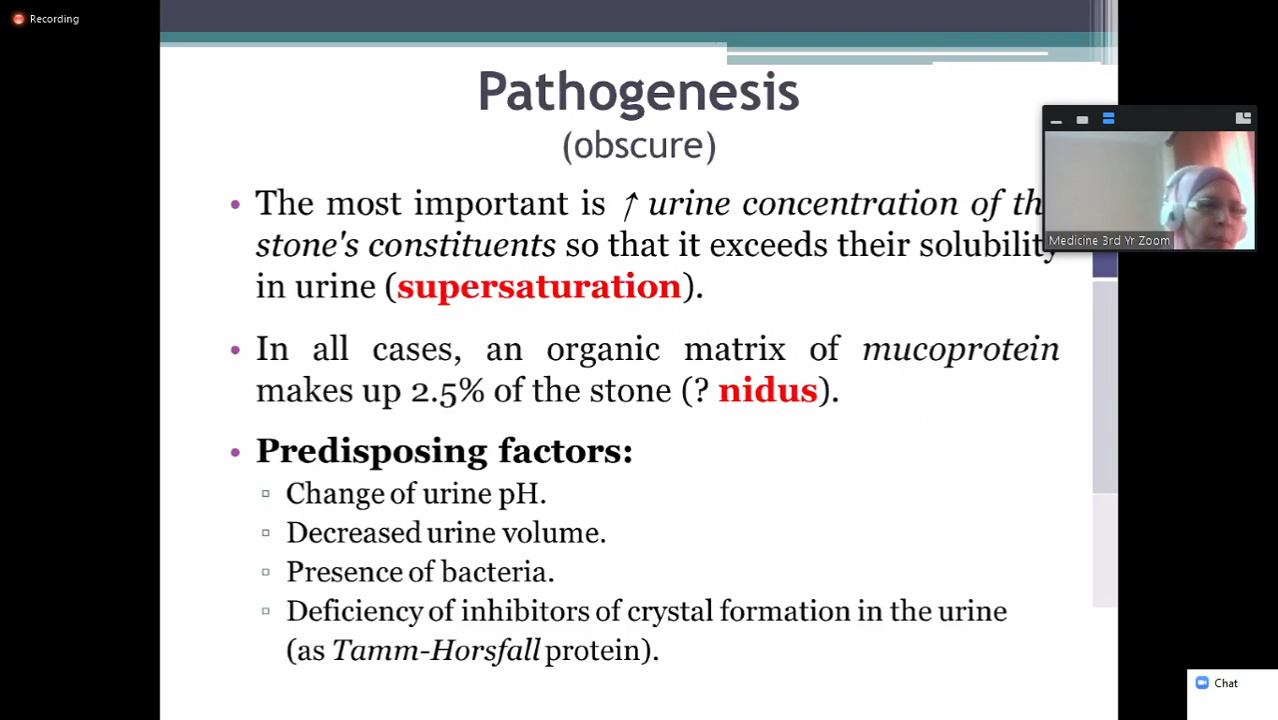 Recording
Pathogenesis
(obscure)
• The most important is ↑ urine concentration of th
stone's constituents so that it exceeds their solubility
in urine (supersaturation).
• In all cases, an organic matrix of mucoprotein
makes up 2.5% of the stone (? nidus).
• Predisposing factors:
▫ Change of urine pH.
▫ Decreased urine volume.
▫ Presence of bacteria.
▫ Deficiency of inhibitors of crystal formation in the urine
(as Tamm-Horsfall protein).
Medicine 3rd Yr Zoom
Chat